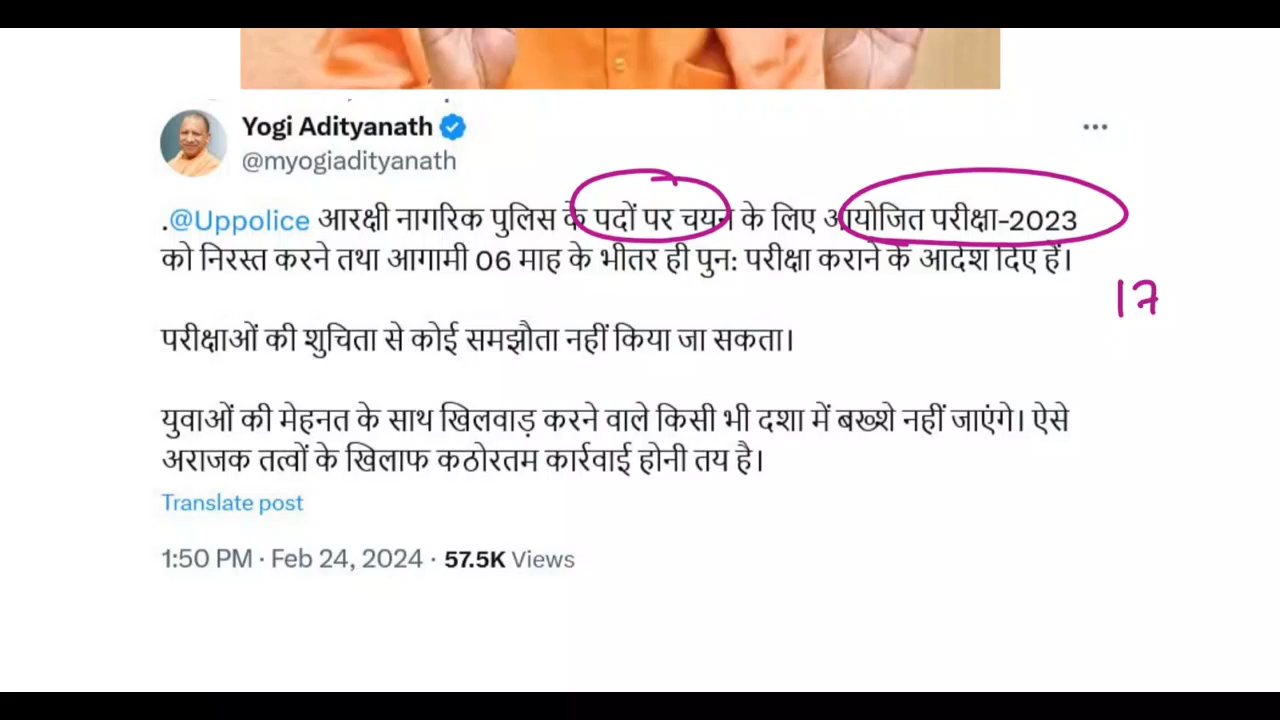 Yogi Adityanath
@myogiadityanath
.@Uppolice आरक्षी नागरिक पुलिस के पदों पर चयन के लिए आयोजित परीक्षा-2023
को निरस्त करने तथा आगामी 06 माह के भीतर ही पुन: परीक्षा कराने के आदेश दिए हैं।
17
परीक्षाओं की शुचिता से कोई समझौता नहीं किया जा सकता।
युवाओं की मेहनत के साथ खिलवाड़ करने वाले किसी भी दशा में बख्शे नहीं जाएंगे। ऐसे
अराजक तत्वों के खिलाफ कठोरतम कार्रवाई होनी तय है।
Translate post
1:50 PM · Feb 24, 2024 · 57.5K Views